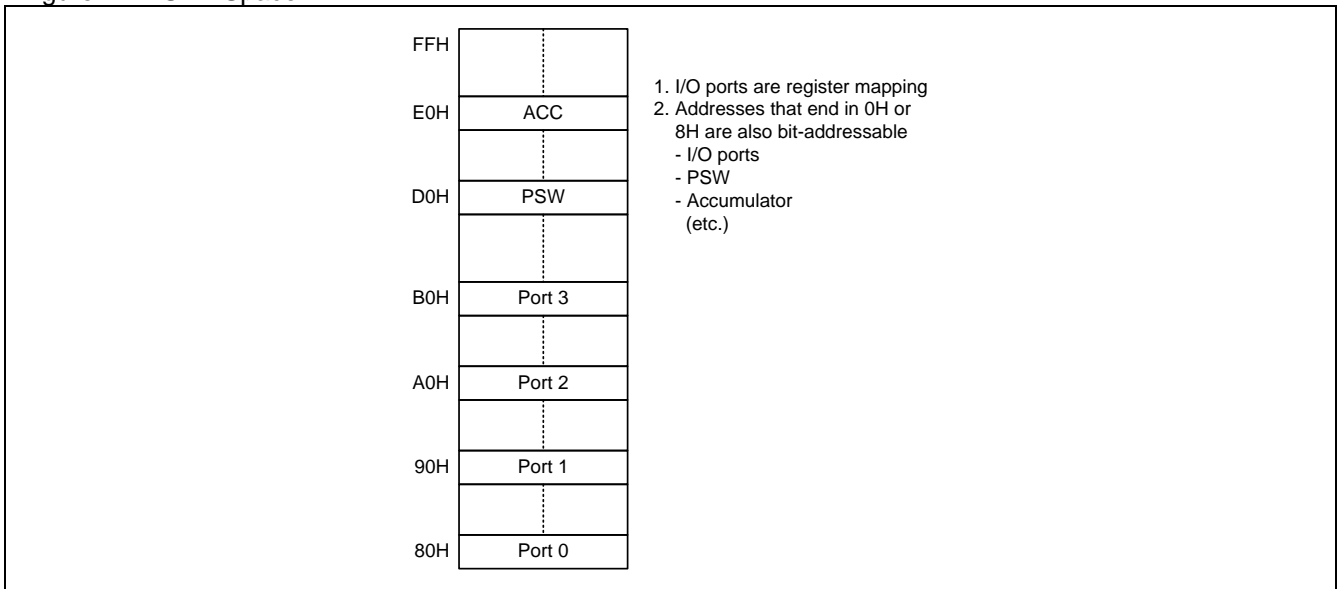 FFH
E0H ACC
D0H PSW
B0H Port 3
A0H Port 2
90H Port 1
80H Port 0
1. I/O ports are register mapping
2. Addresses that end in 0H or
8H are also bit-addressable
- I/O ports
- PSW
- Accumulator
(etc.)